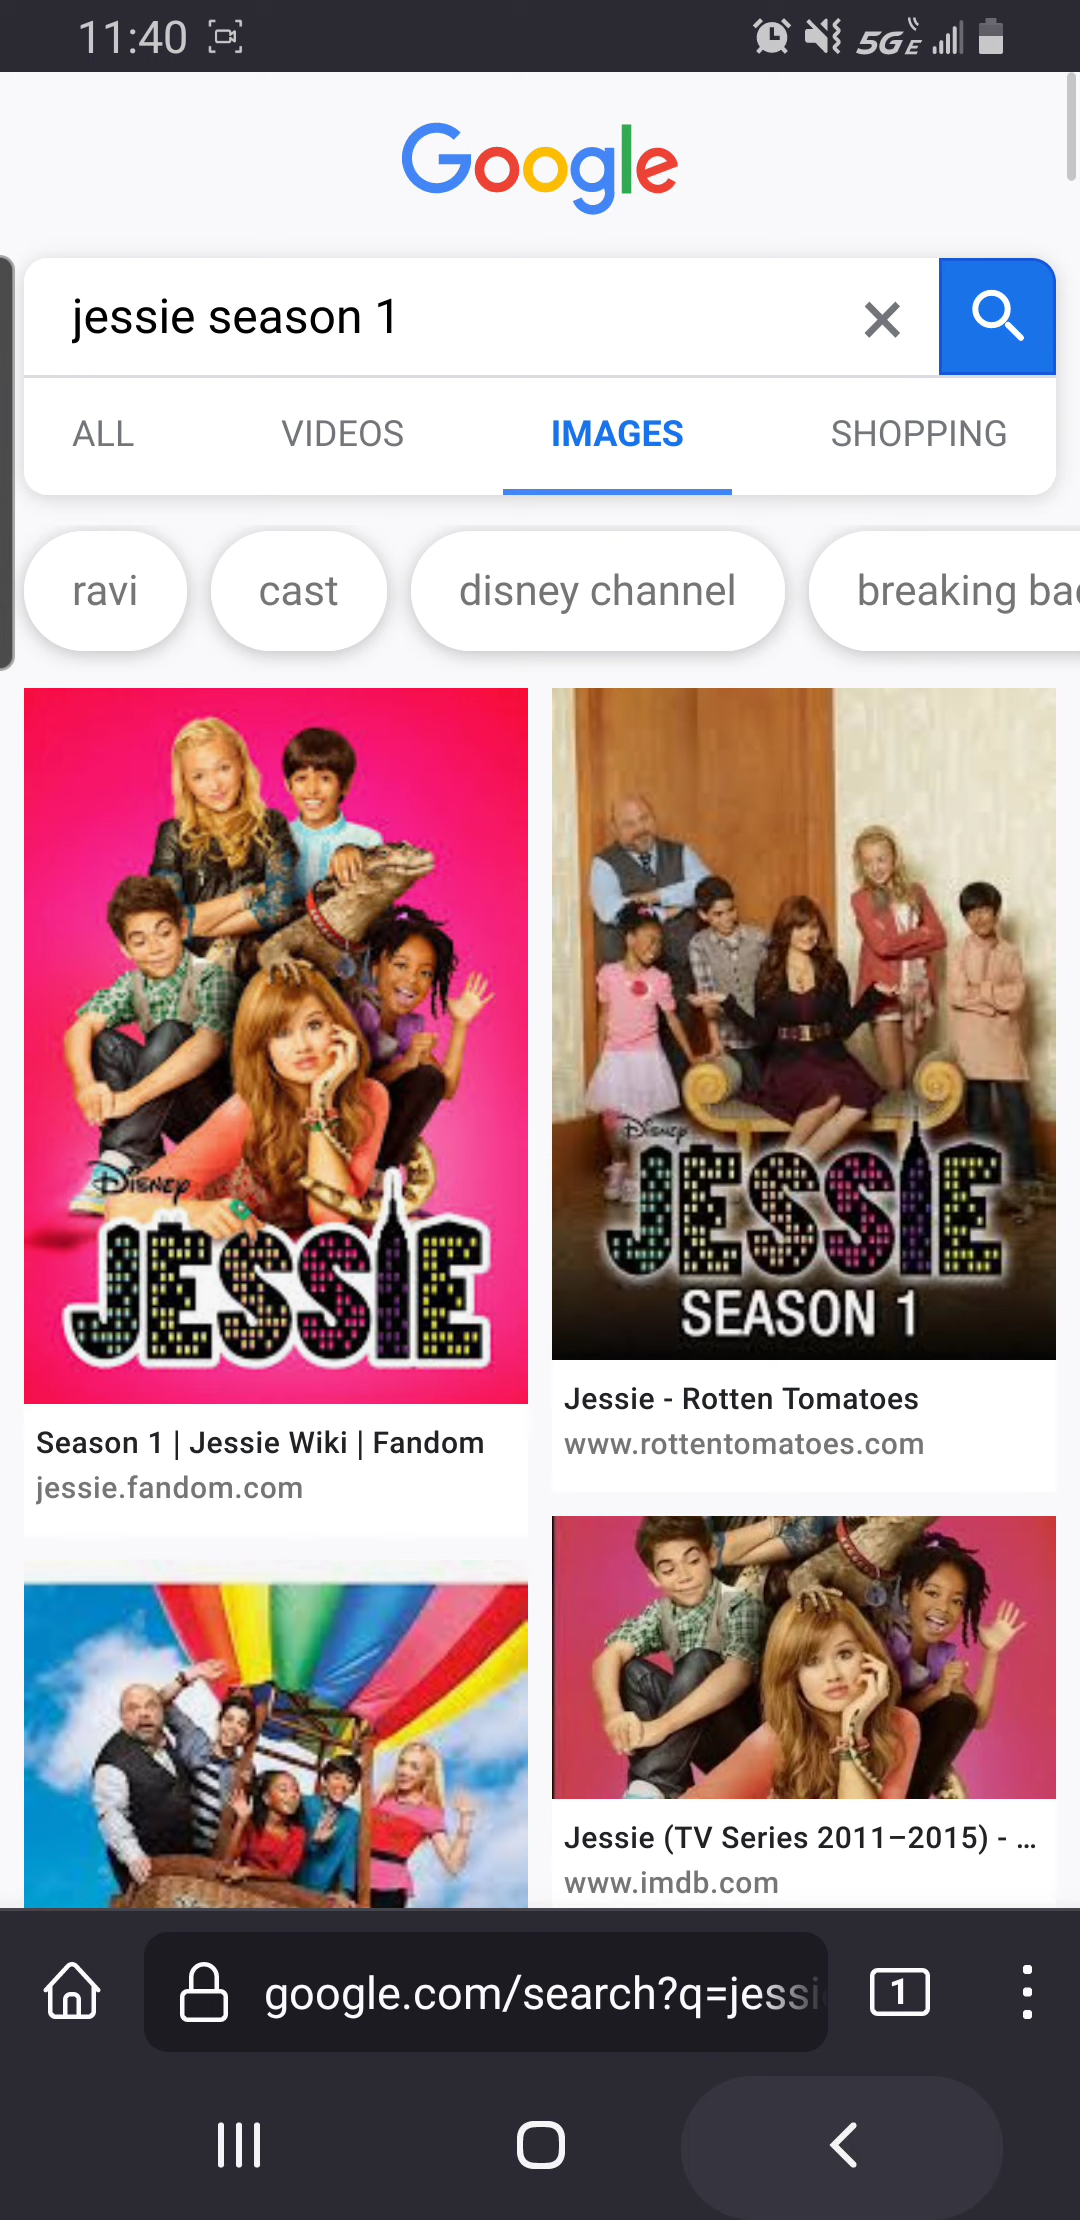 11:40
5GE
Google
jessie season 1
ALL VIDEOS IMAGES SHOPPING
ravi cast disney channel breaking bac
Disney
JESSIE
Season 1 | Jessie Wiki | Fandom
jessie.fandom.com
Disney
JESSIE
SEASON 1
Jessie - Rotten Tomatoes
www.rottentomatoes.com
Jessie (TV Series 2011–2015) - ...
www.imdb.com
google.com/search?q=jessi
1